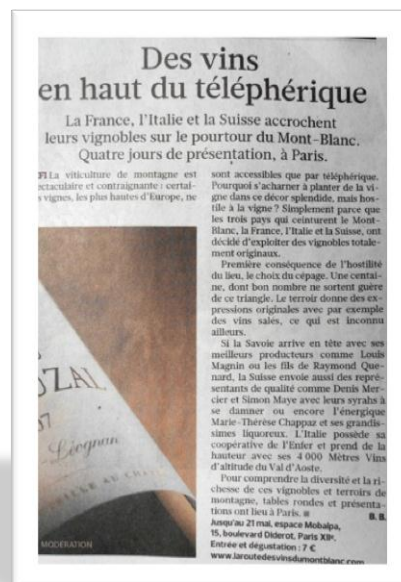 Des vins
en haut du téléphérique
La France, l'Italie et la Suisse accrochent
leurs vignobles sur le pourtour du Mont-Blanc.
Quatre jours de présentation, à Paris.
La viticulture de montagne est
ectaculaire et contraignante : certai-
s vignes, les plus hautes d'Europe, ne
sont accessibles que par téléphérique.
Pourquoi s'acharner à planter de la vi-
gne dans ce décor splendide, mais hos-
tile à la vigne ? Simplement parce que
les trois pays qui ceinturent le Mont-
Blanc, la France, l'Italie et la Suisse, ont
décidé d'exploiter des vignobles totale-
ment originaux.
Première conséquence de l'hostilité
du lieu, le choix du cépage. Une centai-
ne, dont bon nombre ne sortent guère
de ce triangle. Le terroir donne des ex-
pressions originales avec par exemple
des vins salés, ce qui est inconnu
ailleurs.
Si la Savoie arrive en tête avec ses
meilleurs producteurs comme Louis
Magnin ou les fils de Raymond Que-
nard, la Suisse envoie aussi des repré-
sentants de qualité comme Denis Mer-
cier et Simon Maye avec leurs syrahs à
se damner ou encore l'énergique
Marie-Thérèse Chappaz et ses grandis-
simes liquoreux. L'Italie possède sa
coopérative de l'Enfer et prend de la
hauteur avec ses 4 000 Mètres Vins
d'altitude du Val d'Aoste.
Pour comprendre la diversité et la ri-
chesse de ces vignobles et terroirs de
montagne, tables rondes et présenta-
tions ont lieu à Paris.
B. B.
Jusqu'au 21 mai, espace Mobalpa,
15, boulevard Diderot, Paris XIIe.
Entrée et dégustation : 7 €
www.laroutedesvinsdumontblanc.com
UZAL
07
Léognan
MODÉRATION